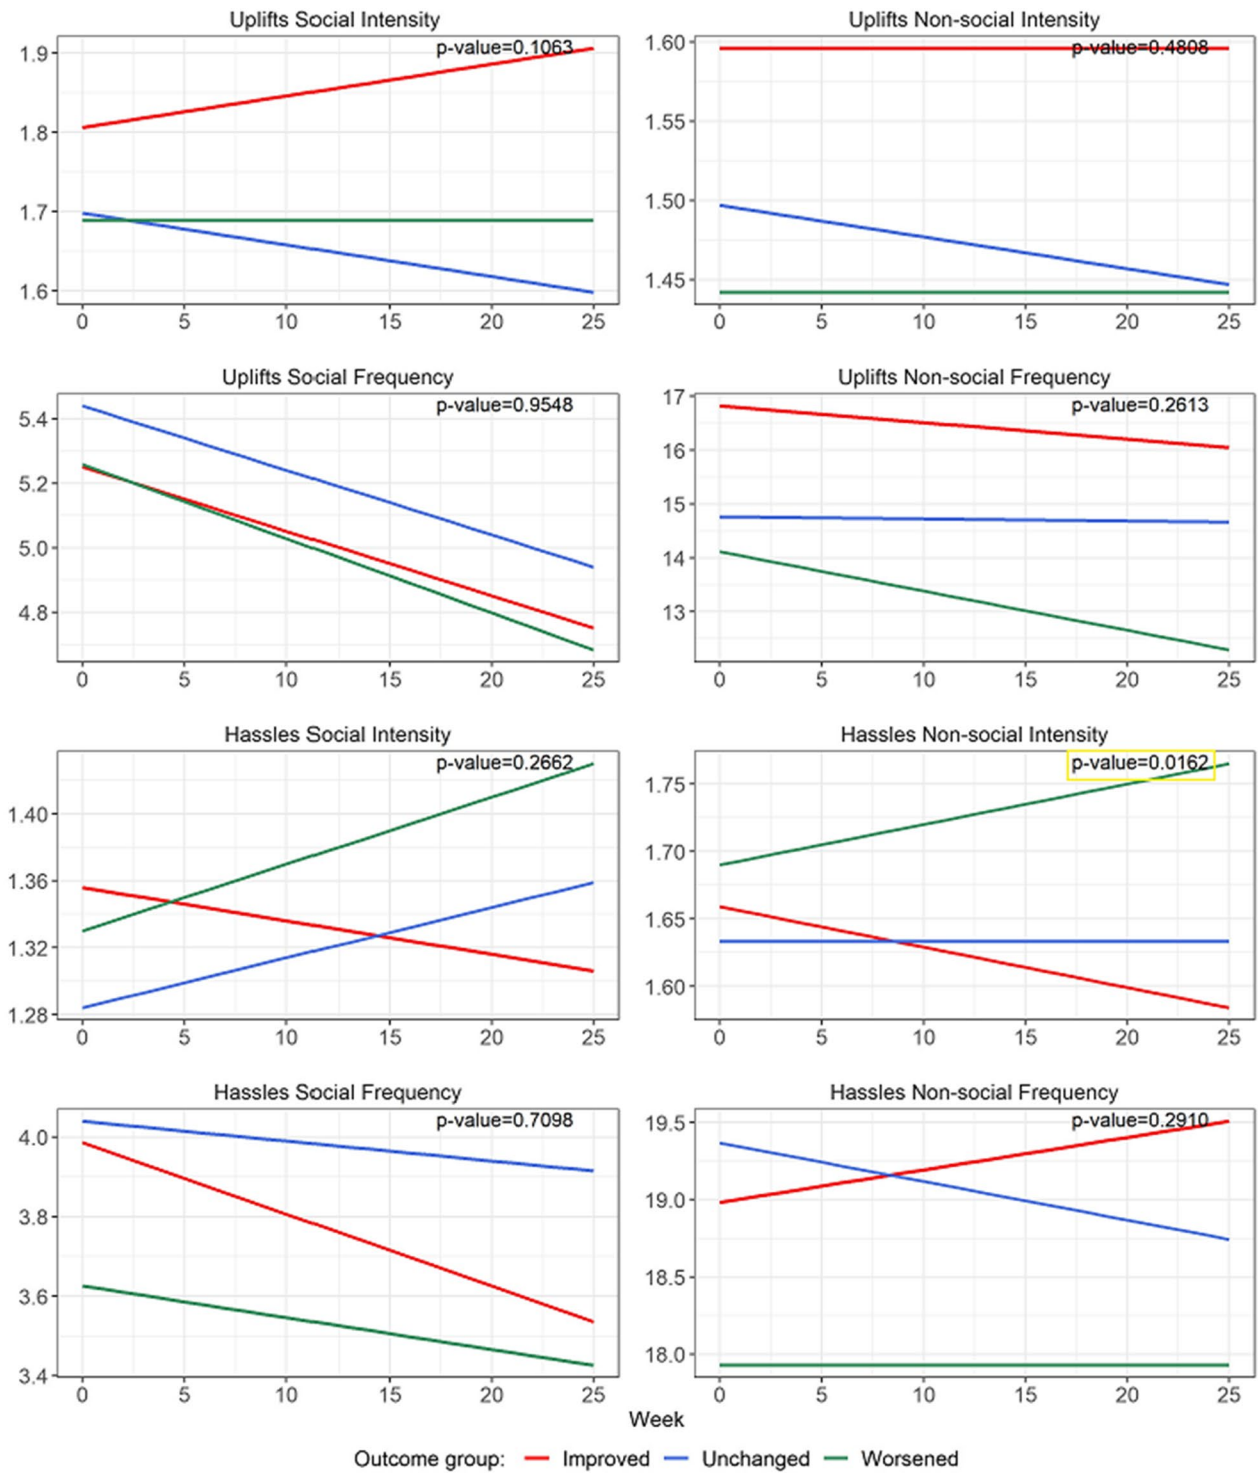 Uplifts Social Intensity
p-value=0.1063
1.9
1.8
1.7
1.6
0 5 10 15 20 25
Uplifts Non-social Intensity
p-value=0.4808
1.60
1.55
1.50
1.45
0 5 10 15 20 25
Uplifts Social Frequency
p-value=0.9548
5.4
5.2
5.0
4.8
0 5 10 15 20 25
Uplifts Non-social Frequency
p-value=0.2613
17
16
15
14
13
0 5 10 15 20 25
Hassles Social Intensity
p-value=0.2662
1.40
1.36
1.32
1.28
0 5 10 15 20 25
Hassles Non-social Intensity
p-value=0.0162
1.75
1.70
1.65
1.60
0 5 10 15 20 25
Hassles Social Frequency
p-value=0.7098
4.0
3.8
3.6
3.4
0 5 10 15 20 25
Hassles Non-social Frequency
p-value=0.2910
19.5
19.0
18.5
18.0
0 5 10 15 20 25
Week
Outcome group: Improved Unchanged Worsened